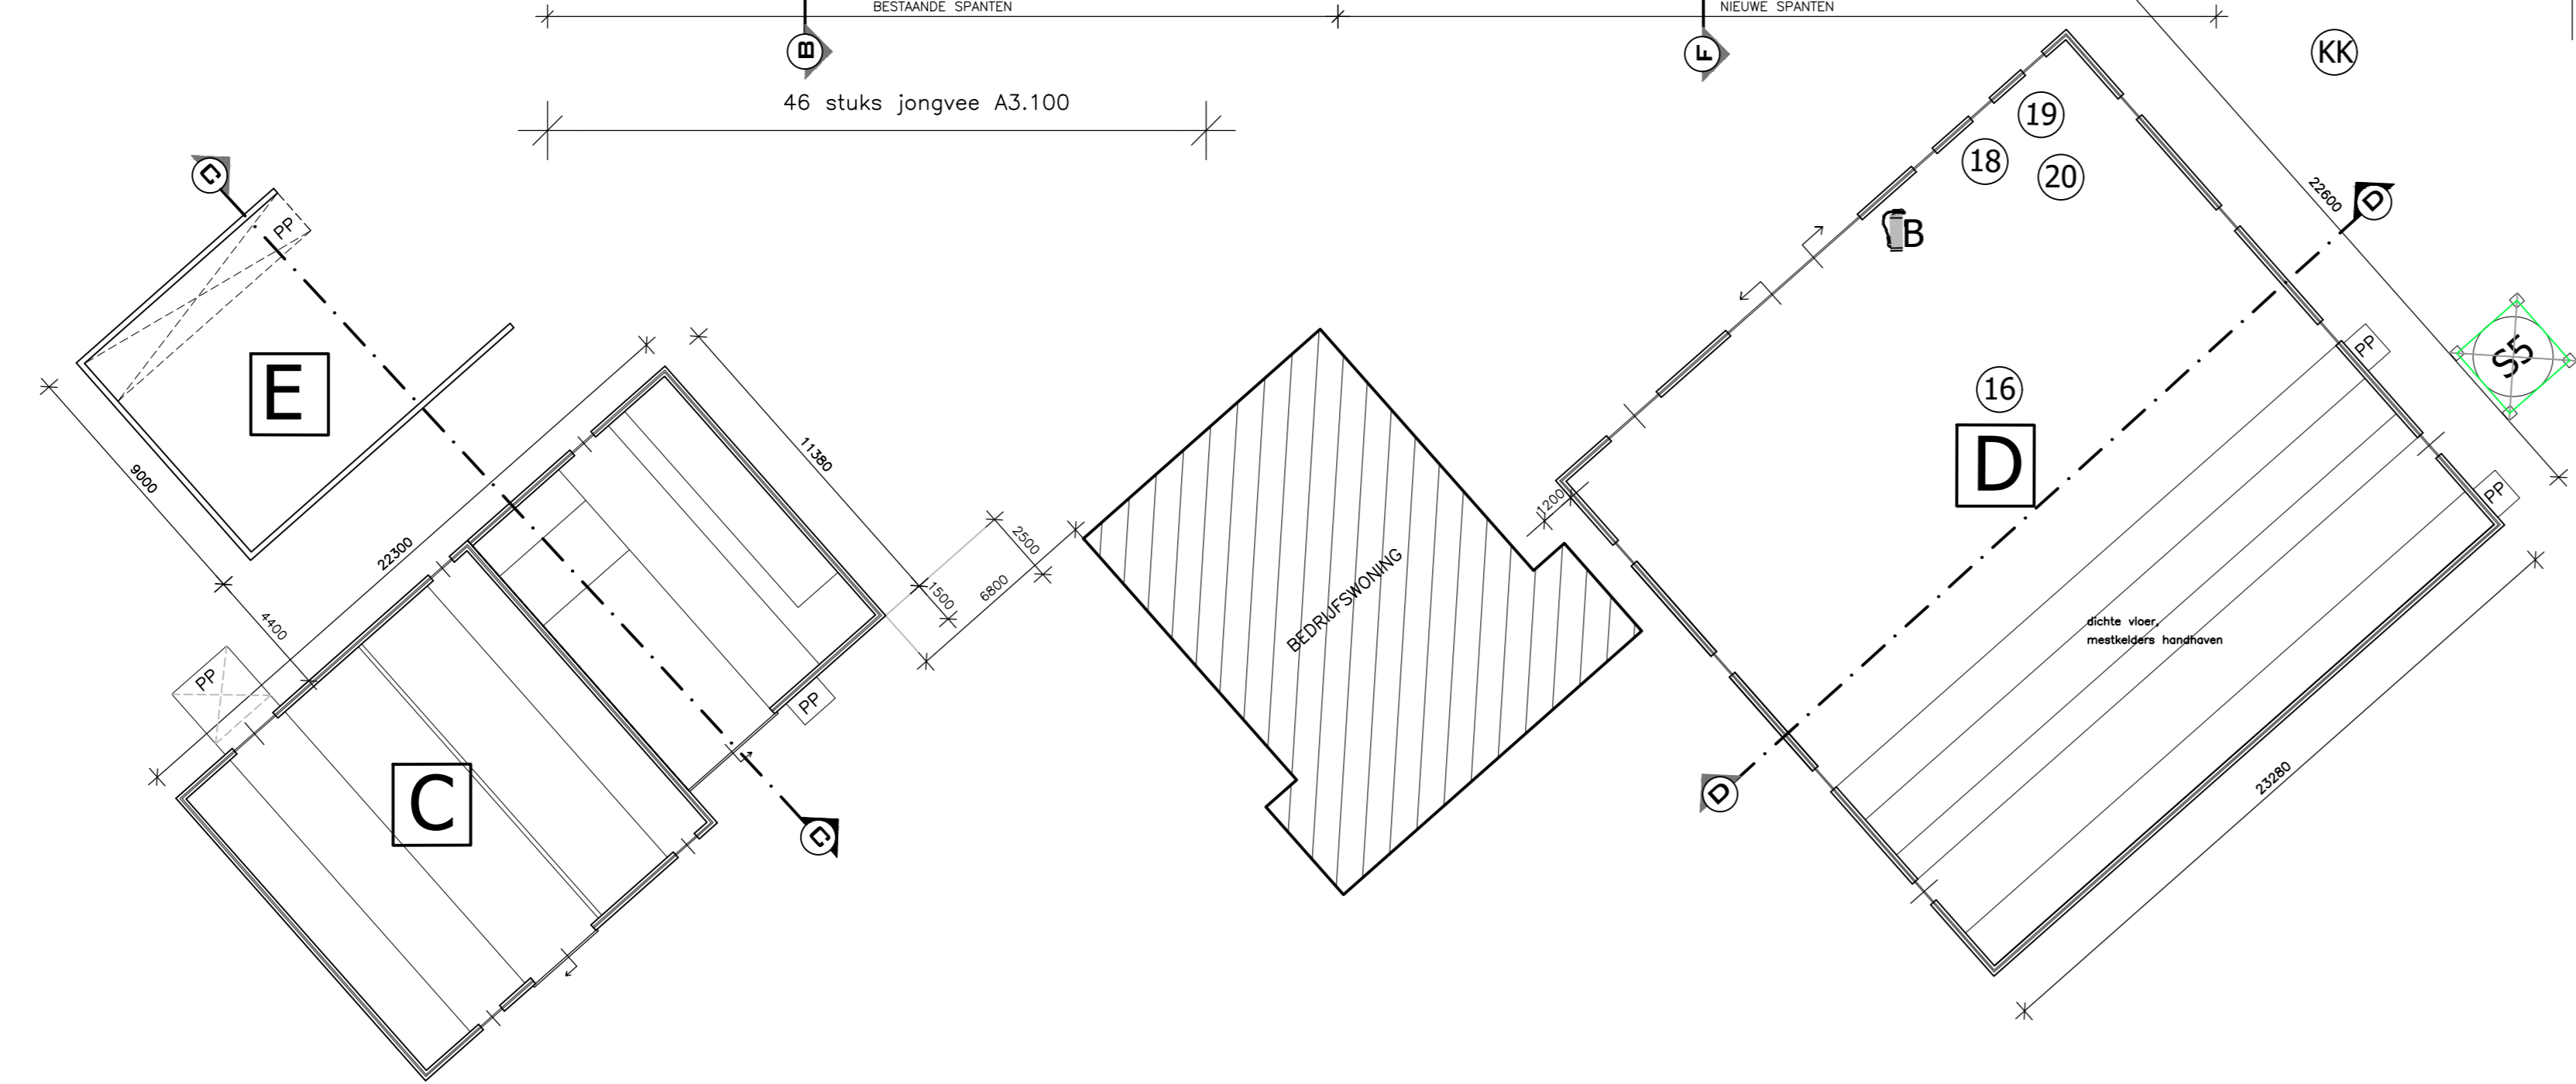 BESTAANDE SPANTEN
NIEUWE SPANTEN
B
F
KK
46 stuks jongvee A3.100
19
18
20
C
PP
B
22600
D
S5
E
PP
16
D
9000
11380
22300
1200
2500
1500
6800
4400
BEDRIJFSWONING
PP
dichte vloer,
mestkelders handhaven
PP
PP
C
D
23280
C